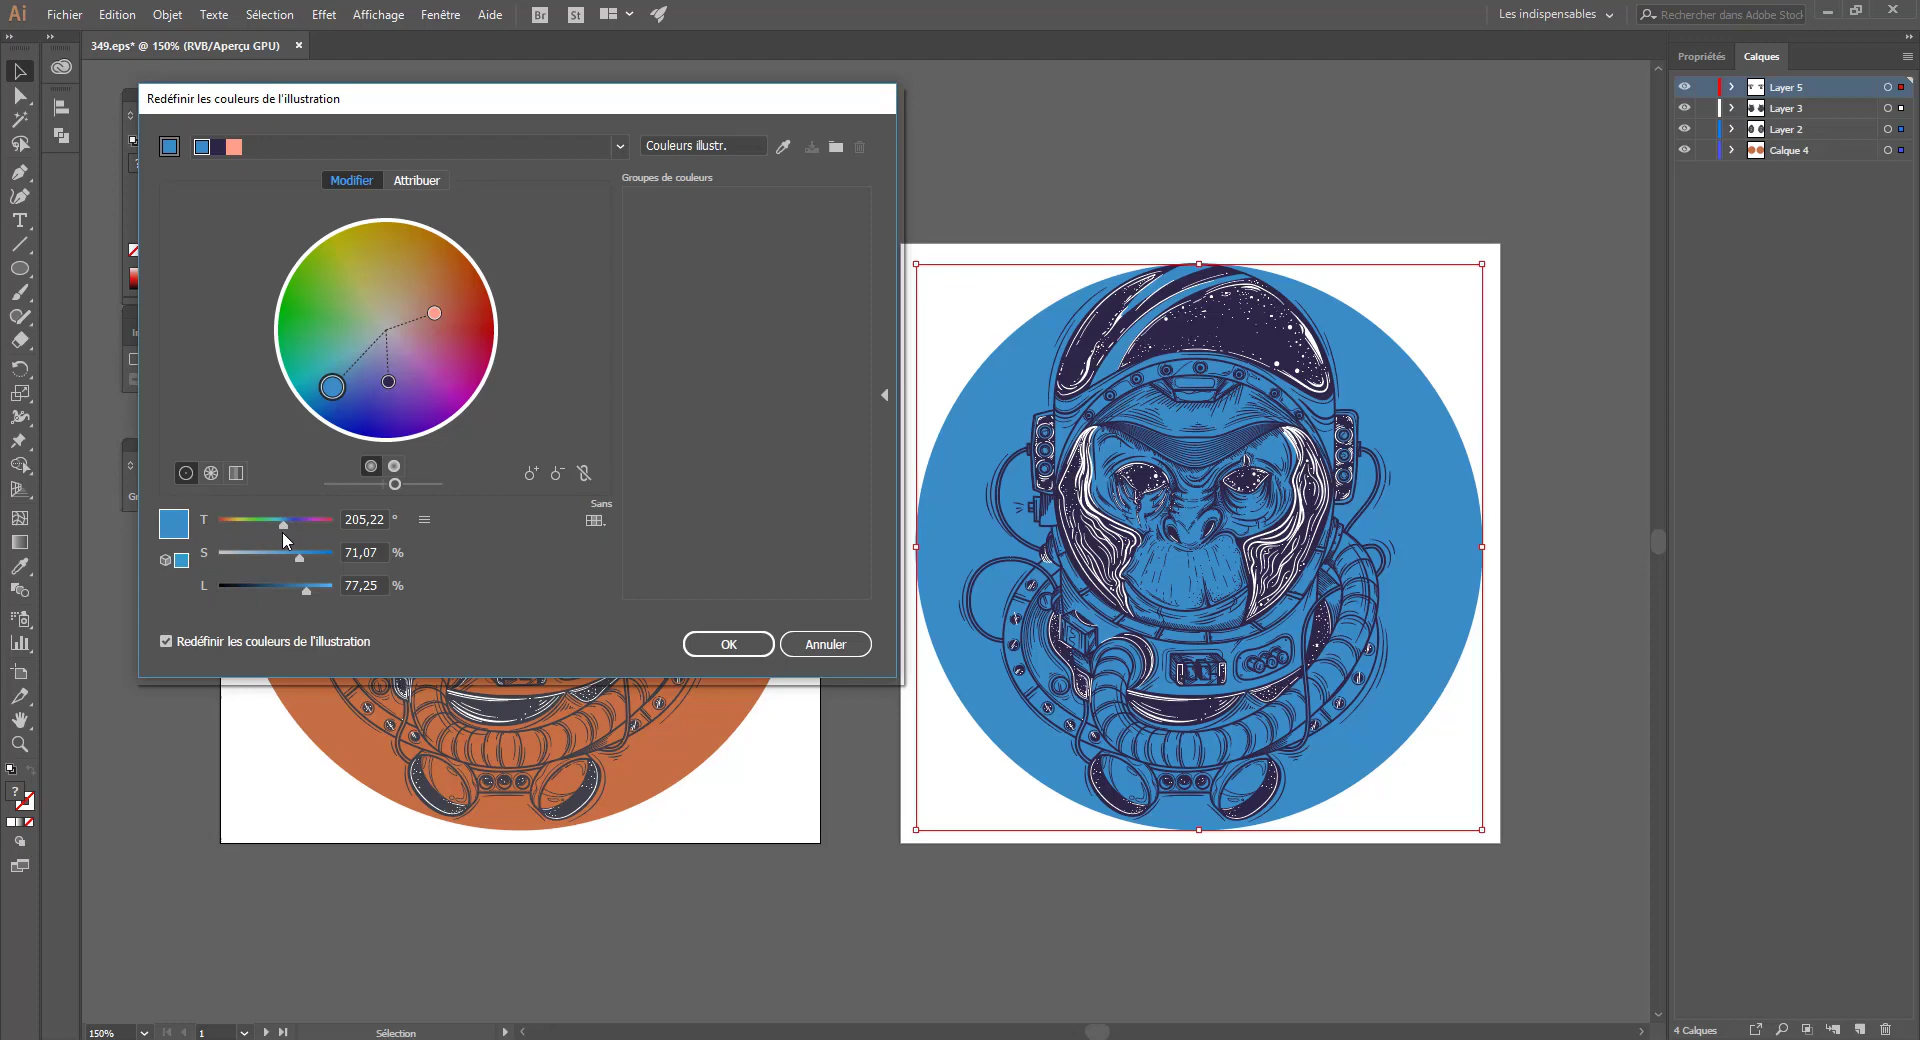 Ai Fichier Edition Objet Texte Sélection Effet Affichage Fenêtre Aide Br St Les indispensables Rechercher dans Adobe Stock
349.eps* @ 150% (RVB/Aperçu GPU) ×
Propriétés Calques
Redéfinir les couleurs de l'illustration
Couleurs illustr.
Modifier Attribuer
Groupes de couleurs
Sans
T 205,22 °
S 71,07 %
L 77,25 %
Redéfinir les couleurs de l'illustration
OK Annuler
Layer 5
Layer 3
Layer 2
Calque 4
150% 1 Sélection
4 Calques